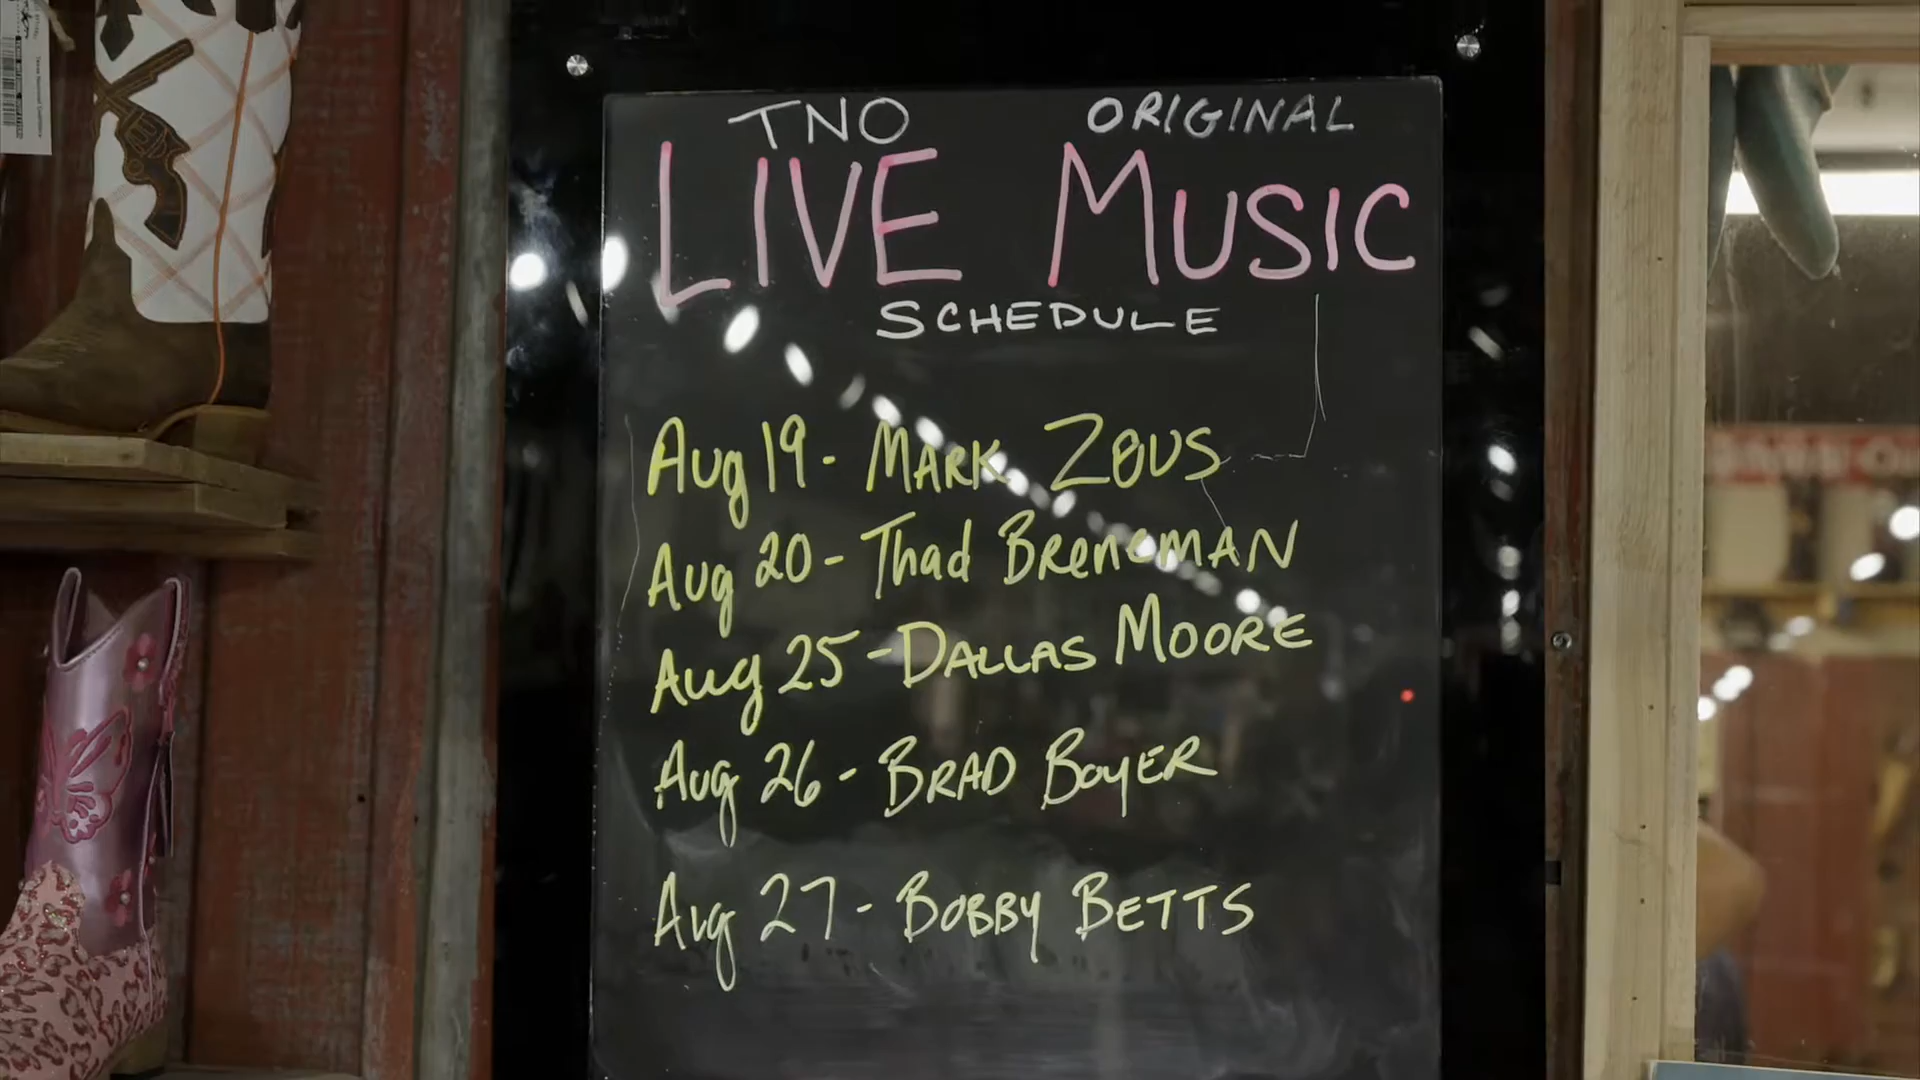 TNO ORIGINAL
LIVE MUSIC
SCHEDULE
Aug 19 - MARK ZOUS
Aug 20 - Thad BreneMAN
Aug 25 - DALLAS MOORE
Aug 26 - BRAD BOYER
Aug 27 - BOBBY BETTS